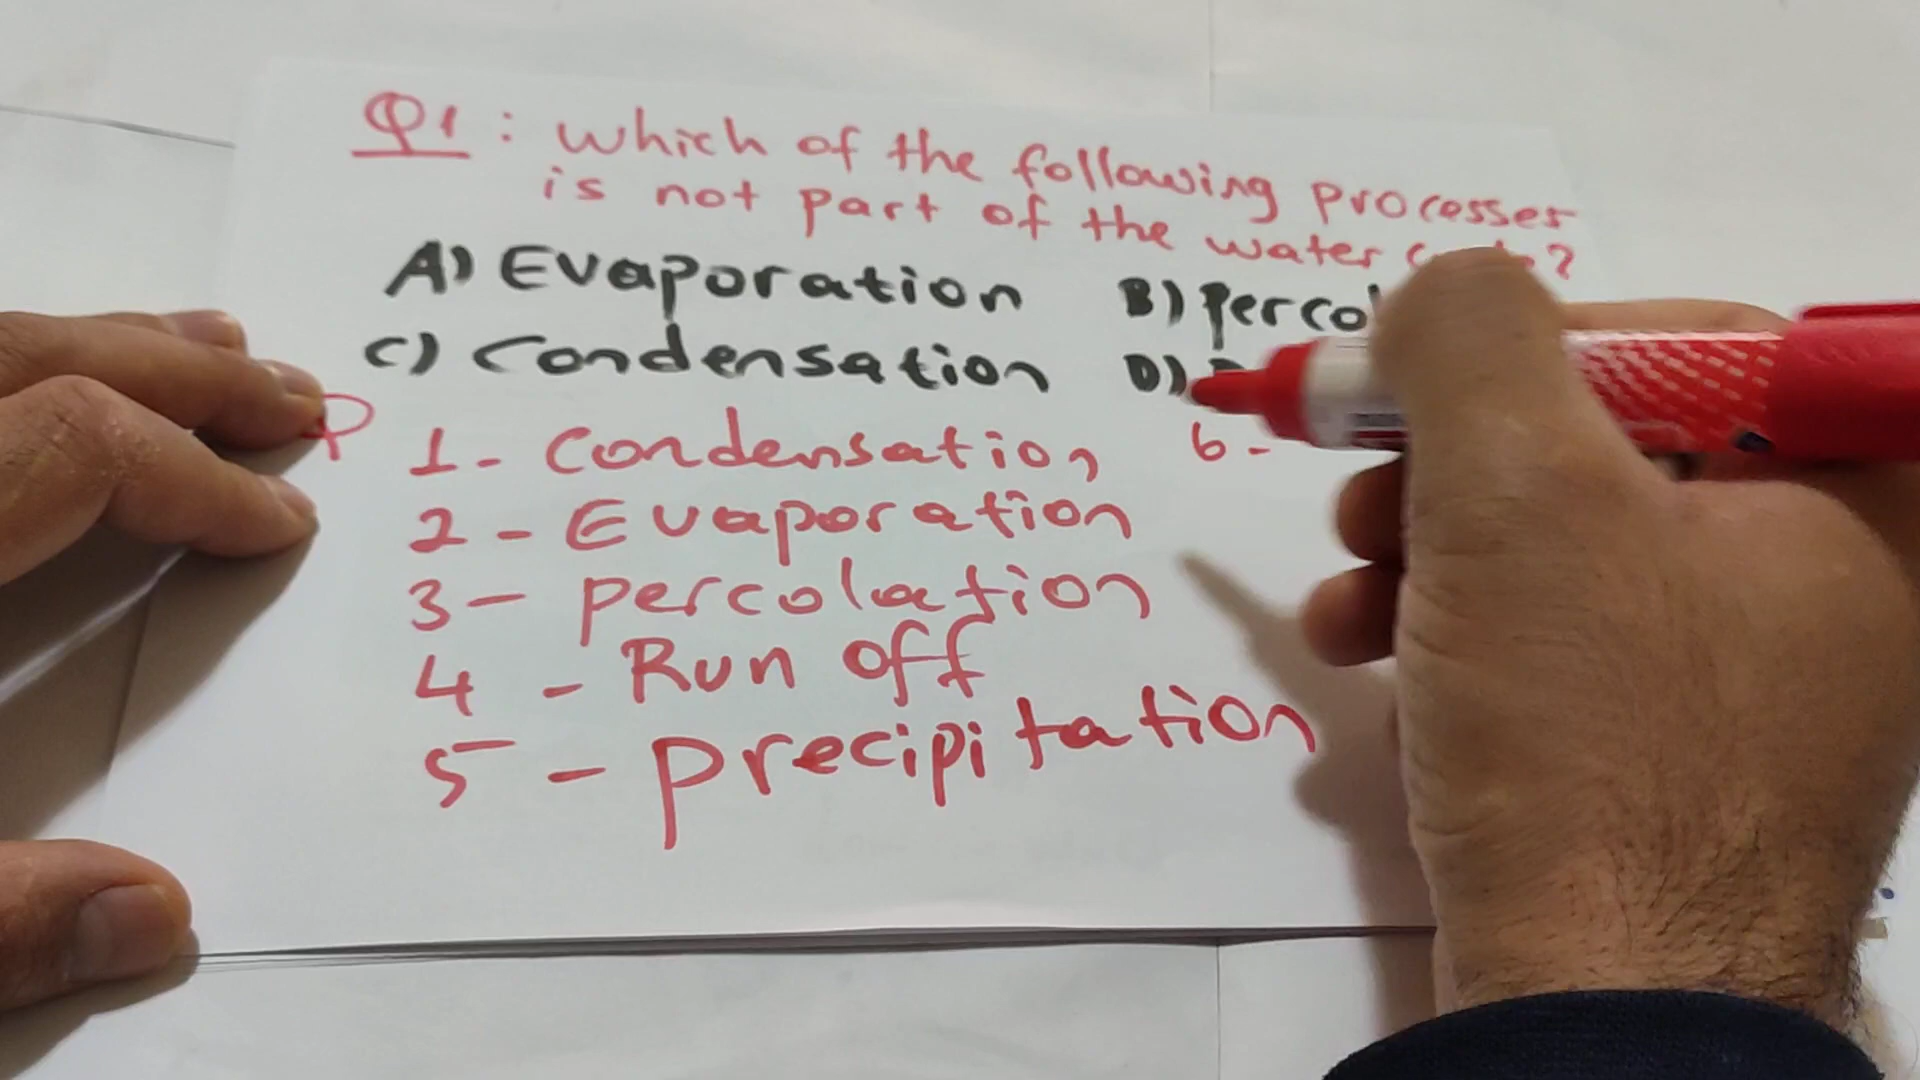 Q1: which of the following processes
is not part of the water
A) Evaporation B)
C) Condensation D)
1- Condensation 6-
2- Evaporation
3- percolation
4- Run off
5- precipitation